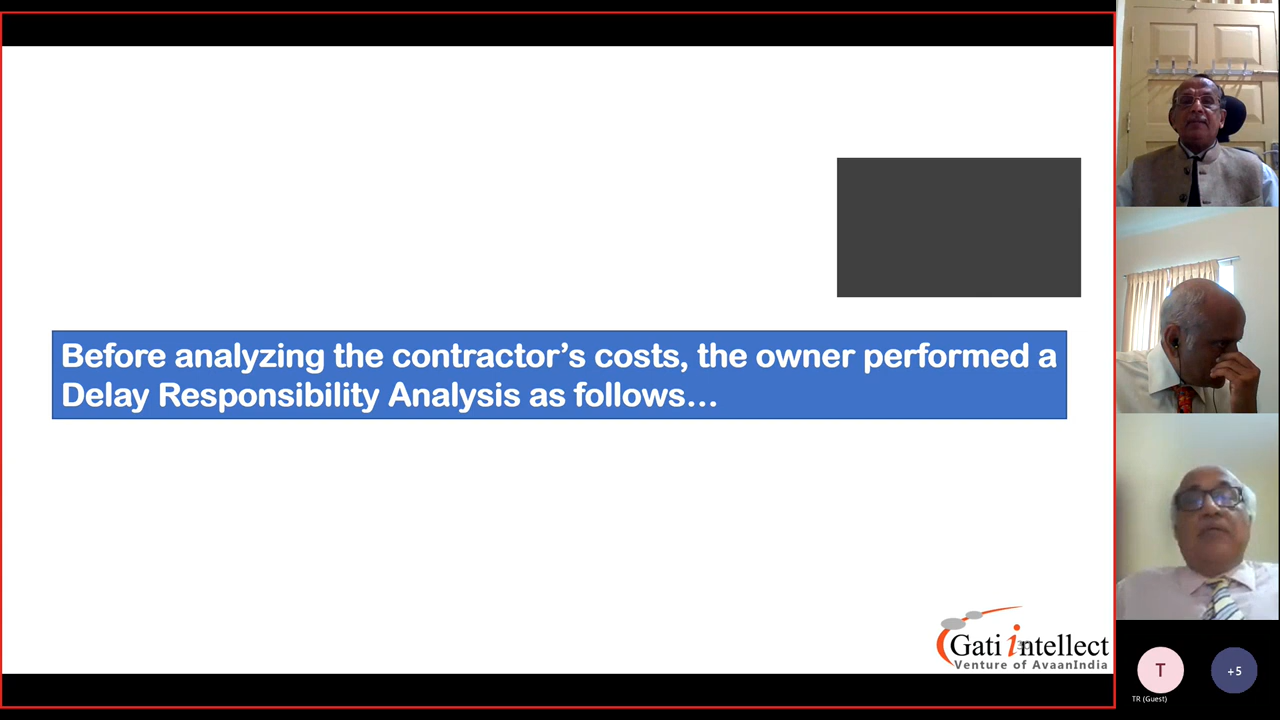 Before analyzing the contractor’s costs, the owner performed a
Delay Responsibility Analysis as follows…
Gati intellect
Venture of AvaanIndia
T
+5
TR (Guest)